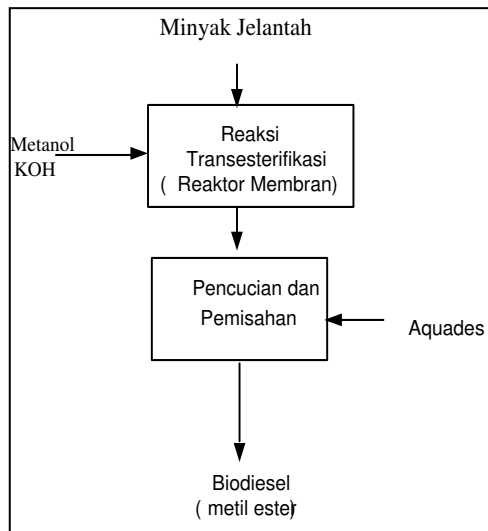 Minyak Jelantah
Reaksi
Transesterifikasi
( Reaktor Membran)
Metanol
KOH
Pencucian dan
Pemisahan
Aquades
Biodiesel
( metil ester)